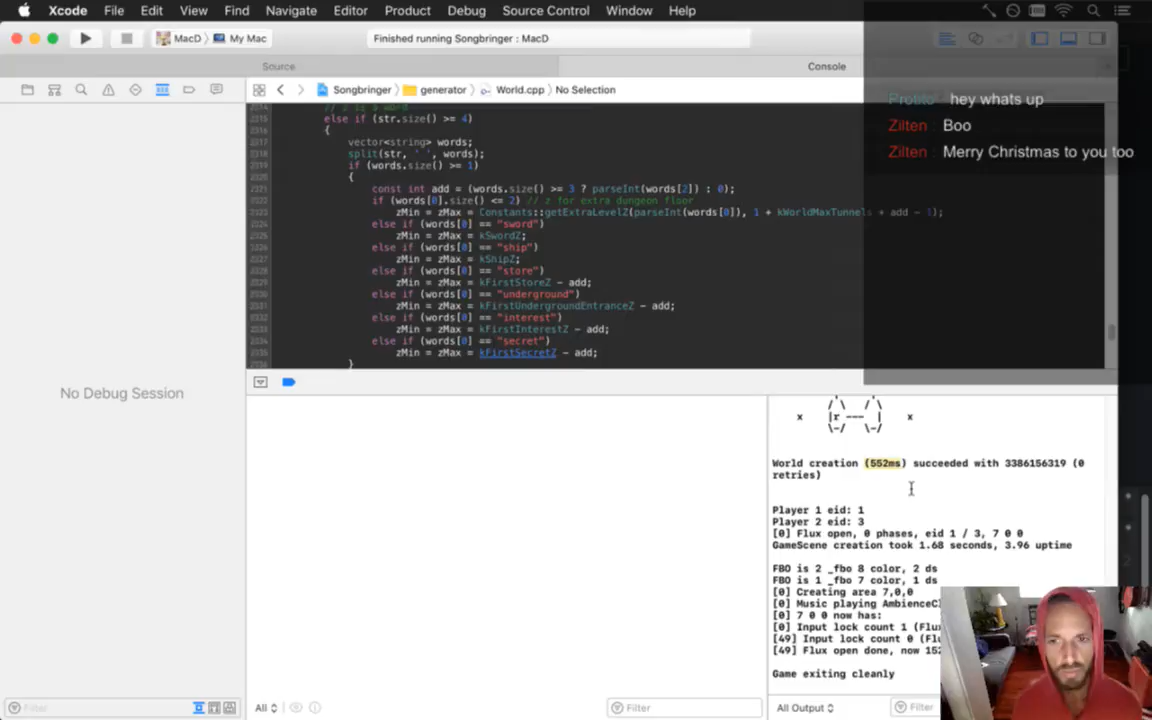 Xcode File Edit View Find Navigate Editor Product Debug Source Control Window Help
MacD My Mac
Finished running Songbringer : MacD
Source
Console
Songbringer generator World.cpp No Selection
Protito hey whats up
Zilten Boo
Zilten Merry Christmas to you too
// z is a word
else if (str.size() >= 4)
{
vector<string> words;
split(str, ' ', words);
if (words.size() >= 1)
{
const int add = (words.size() >= 3 ? parseInt(words[2]) : 0);
if (words[0].size() <= 2) // z for extra dungeon floor
zMin = zMax = Constants::getExtraLevelZ(parseInt(words[0]), 1 + kWorldMaxTunnels + add - 1);
else if (words[0] == "sword")
zMin = zMax = kSwordZ;
else if (words[0] == "ship")
zMin = zMax = kShipZ;
else if (words[0] == "store")
zMin = zMax = kFirstStoreZ - add;
else if (words[0] == "underground")
zMin = zMax = kFirstUndergroundEntranceZ - add;
else if (words[0] == "interest")
zMin = zMax = kFirstInterestZ - add;
else if (words[0] == "secret")
zMin = zMax = kFirstSecretZ - add;
}
No Debug Session
/'\ /'\
x |r --- | x
\-/ \-/
World creation (552ms) succeeded with 3386156319 (0
retries)
Player 1 eid: 1
Player 2 eid: 3
[0] Flux open, 0 phases, eid 1 / 3, 7 0 0
GameScene creation took 1.68 seconds, 3.96 uptime
FBO is 2 _fbo 8 color, 2 ds
FBO is 1 _fbo 7 color, 1 ds
[0] Creating area 7,0,0
[0] Music playing AmbienceCl
[0] 7 0 0 now has:
[0] Input lock count 1 (Flu
[49] Input lock count 0 (Fl
[49] Flux open done, now 152
Game exiting cleanly
Filter
All
Filter
All Output
Filter